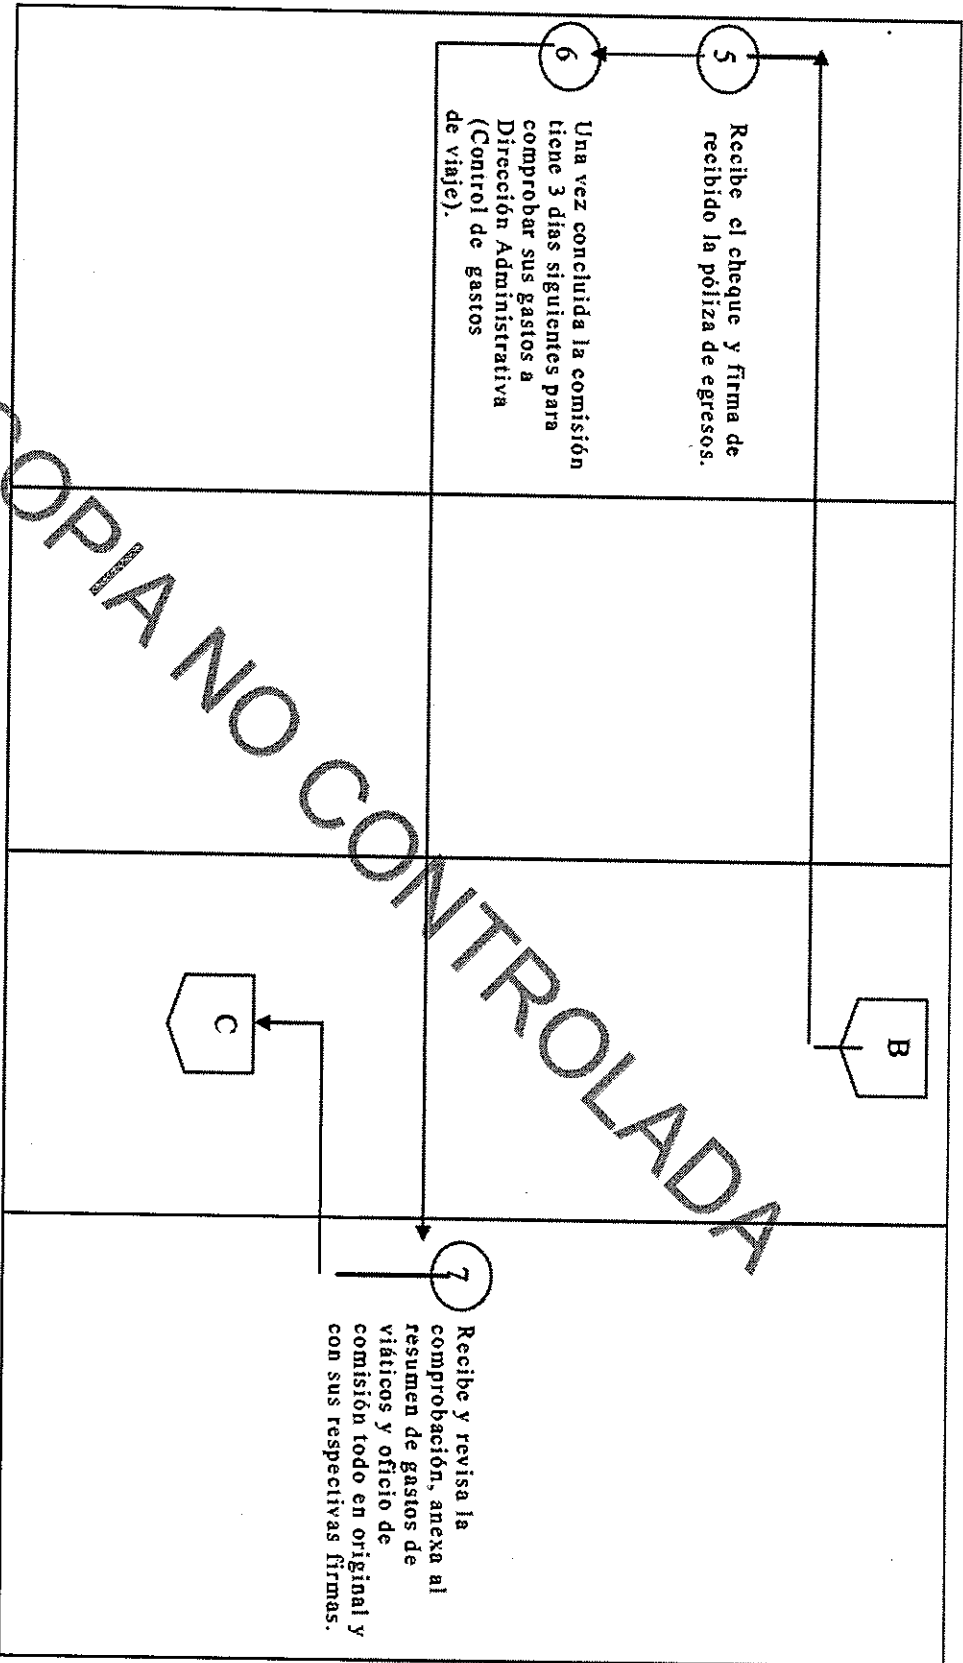 B
5
Recibe el cheque y firma de
recibido la póliza de egresos.
6
Una vez concluida la comisión
tiene 3 días siguientes para
comprobar sus gastos a
Dirección Administrativa
(Control de gastos
de viaje).
7
Recibe y revisa la
comprobación, anexa al
resumen de gastos de
viáticos y oficio de
comisión todo en original y
con sus respectivas firmas.
C
COPIA NO CONTROLADA